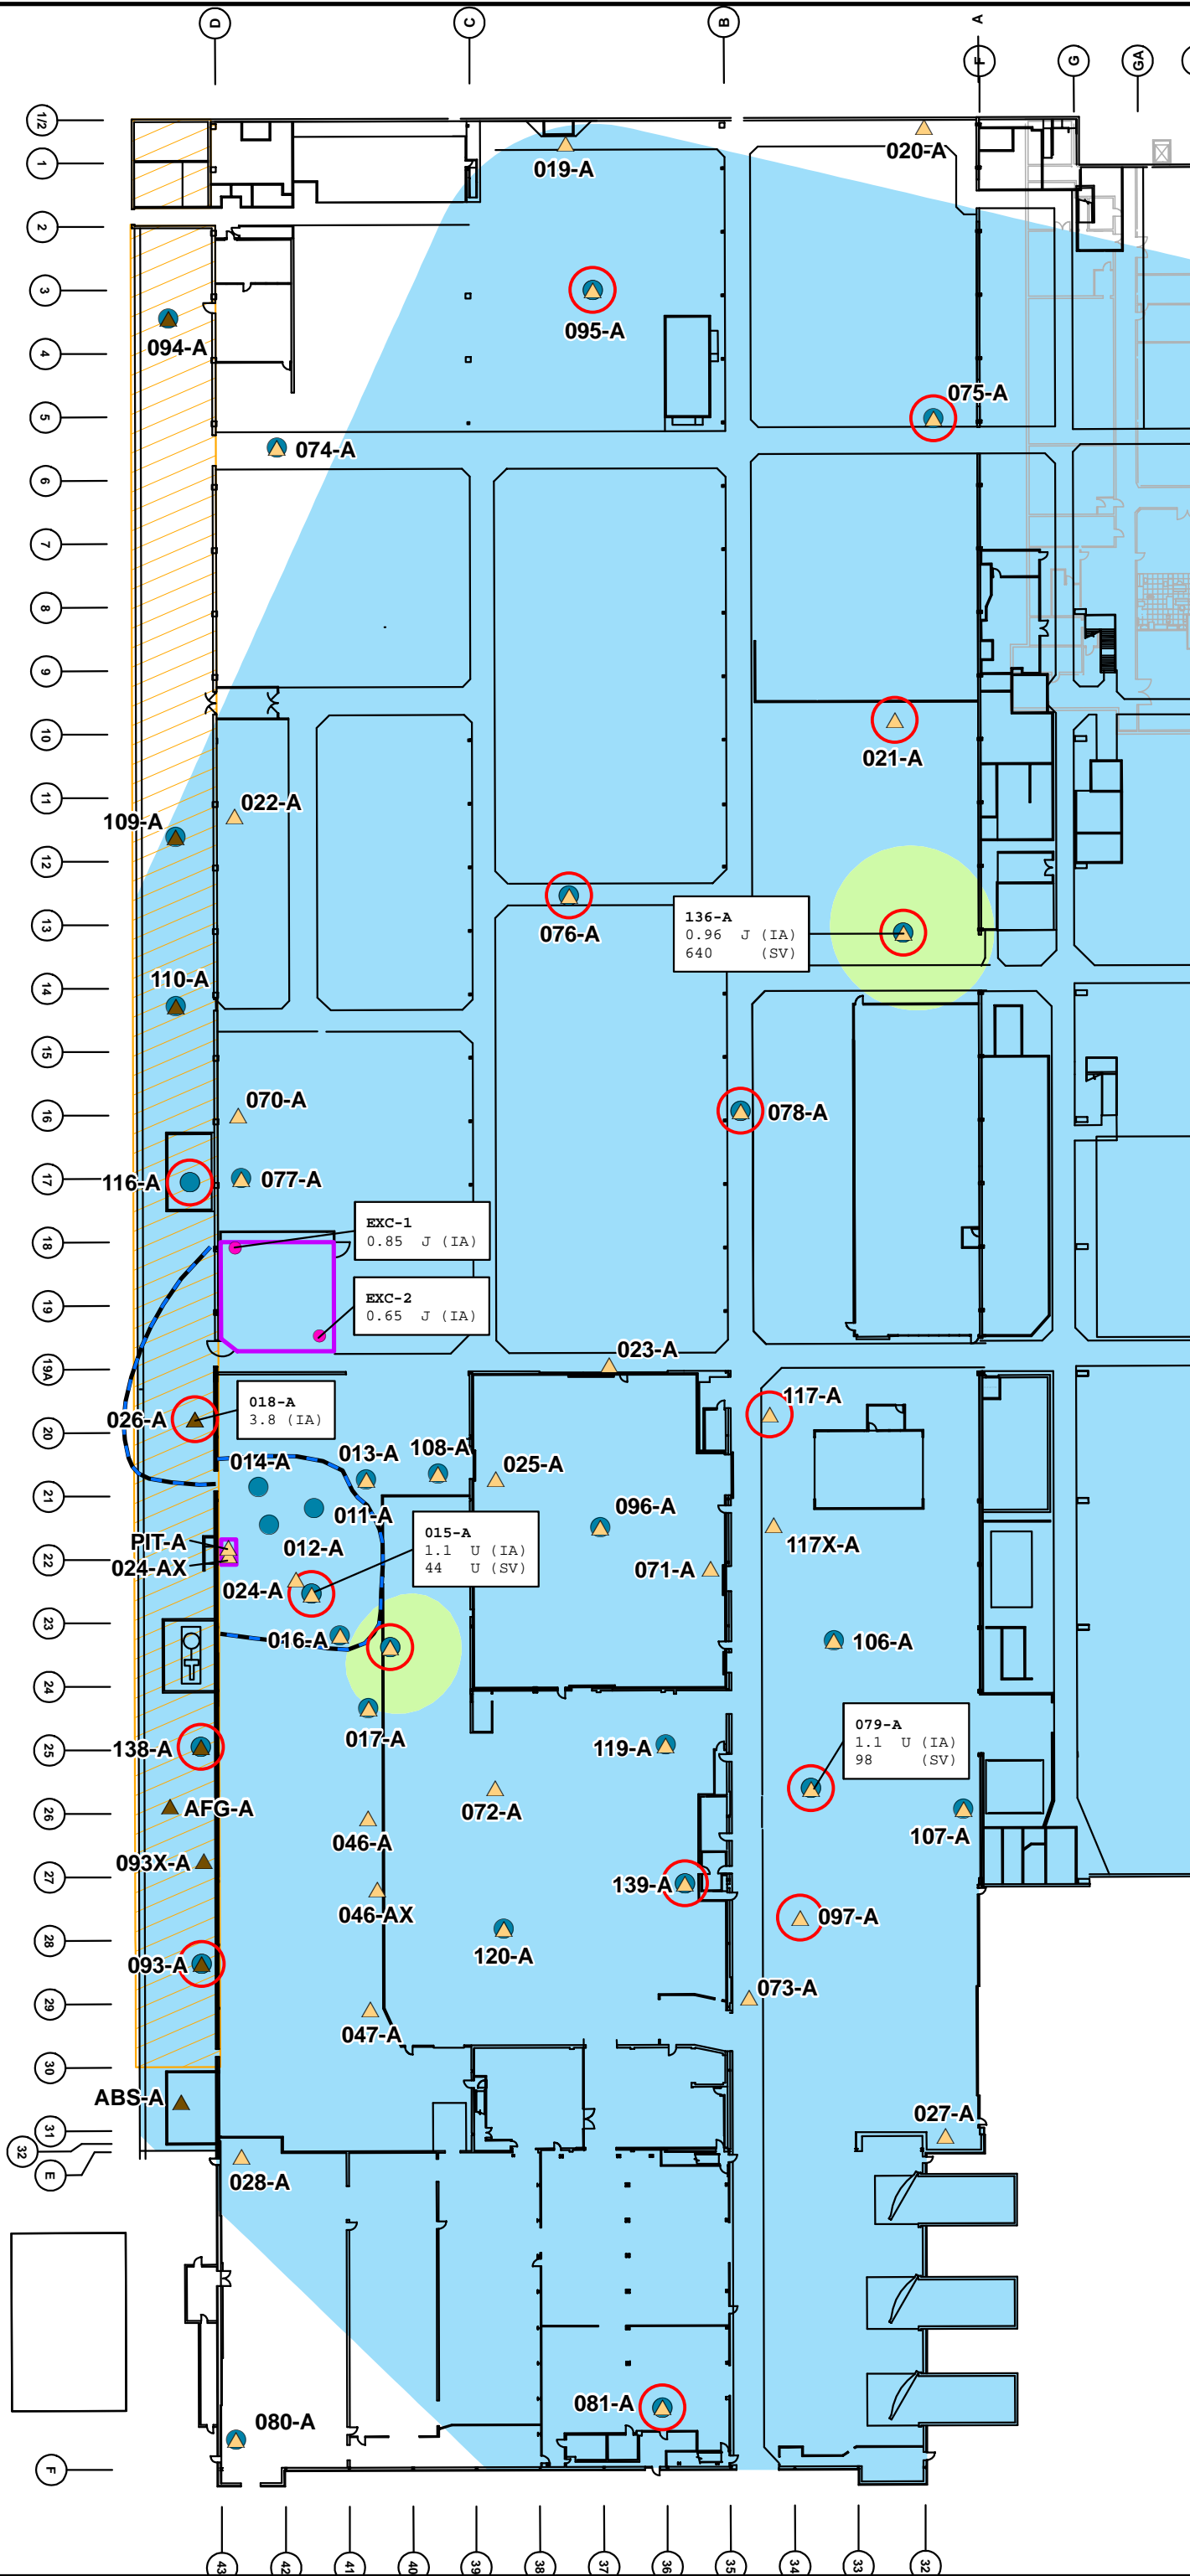 D
C
B
A
F
G
GA
1/2
1
2
3
4
5
6
7
8
9
10
11
12
13
14
15
16
17
18
19
19A
20
21
22
23
24
25
26
27
28
29
30
31
32
E
F
019-A
020-A
095-A
094-A
075-A
074-A
021-A
022-A
109-A
076-A
136-A
0.96 J (IA)
640 (SV)
110-A
070-A
078-A
116-A
077-A
EXC-1
0.85 J (IA)
EXC-2
0.65 J (IA)
023-A
117-A
018-A
3.8 (IA)
026-A
014-A
013-A
108-A
025-A
011-A
096-A
012-A
015-A
1.1 U (IA)
44 U (SV)
117X-A
PIT-A
024-AX
024-A
071-A
016-A
106-A
017-A
079-A
1.1 U (IA)
98 (SV)
138-A
119-A
AFG-A
072-A
046-A
107-A
093X-A
139-A
046-AX
097-A
093-A
120-A
073-A
047-A
ABS-A
027-A
028-A
081-A
080-A
43
42
41
40
39
38
37
36
35
34
33
32